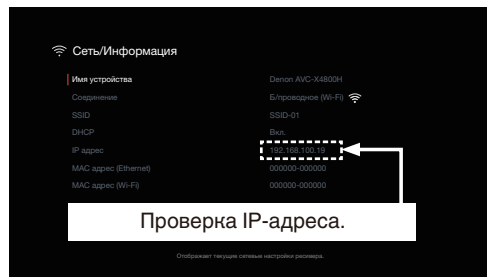 Сеть/Информация
Имя устройства Denon AVC-X4800H
Соединение Б/проводное (Wi-Fi)
SSID SSID-01
DHCP Вкл.
IP адрес 192.168.100.19
MAC адрес (Ethernet) 000000-000000
MAC адрес (Wi-Fi) 000000-000000
Проверка IP-адреса.
Отображает текущие сетевые настройки ресивера.